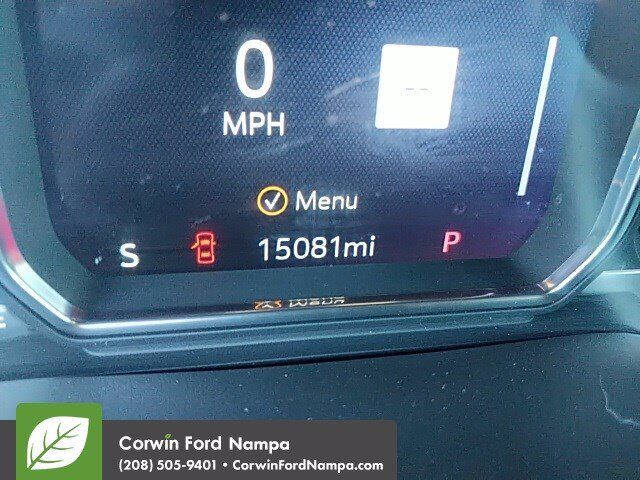 0
MPH
--
Menu
S 15081mi P
E
Corwin Ford Nampa
(208) 505-9401 • CorwinFordNampa.com